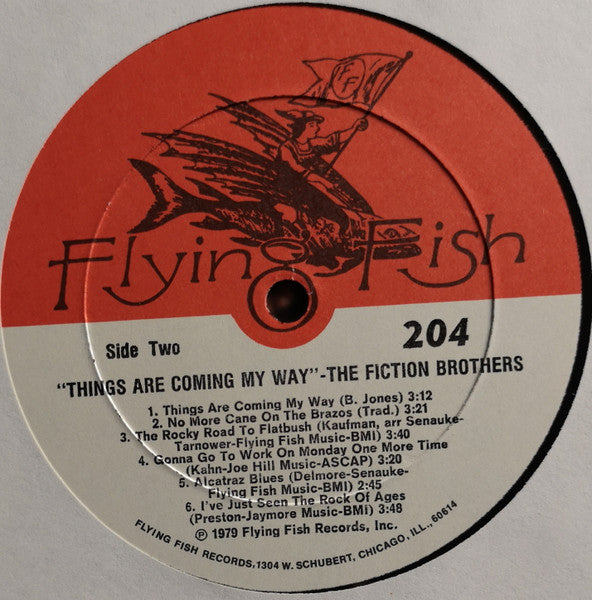 FF
Flying Fish
Side Two
204
"THINGS ARE COMING MY WAY"-THE FICTION BROTHERS
1. Things Are Coming My Way (B. Jones) 3:12
2. No More Cane On The Brazos (Trad.) 3:21
3. The Rocky Road To Flatbush (Kaufman, arr Senauke-
Tarnower-Flying Fish Music-BMI) 3:40
4. Gonna Go To Work On Monday One More Time
(Kahn-Joe Hill Music-ASCAP) 3:20
5. Alcatraz Blues (Delmore-Senauke-
Flying Fish Music-BMI) 2:45
6. I've Just Seen The Rock Of Ages
(Preston-Jaymore Music-BMI) 3:48
℗ 1979 Flying Fish Records, Inc.
FLYING FISH RECORDS, 1304 W. SCHUBERT, CHICAGO, ILL., 60614